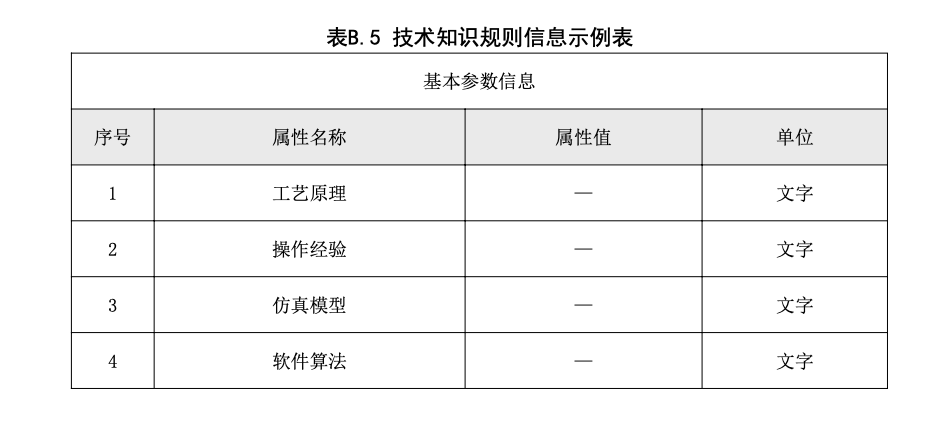 表B.5 技术知识规则信息示例表
基本参数信息
序号 属性名称 属性值 单位
1 工艺原理 — 文字
2 操作经验 — 文字
3 仿真模型 — 文字
4 软件算法 — 文字